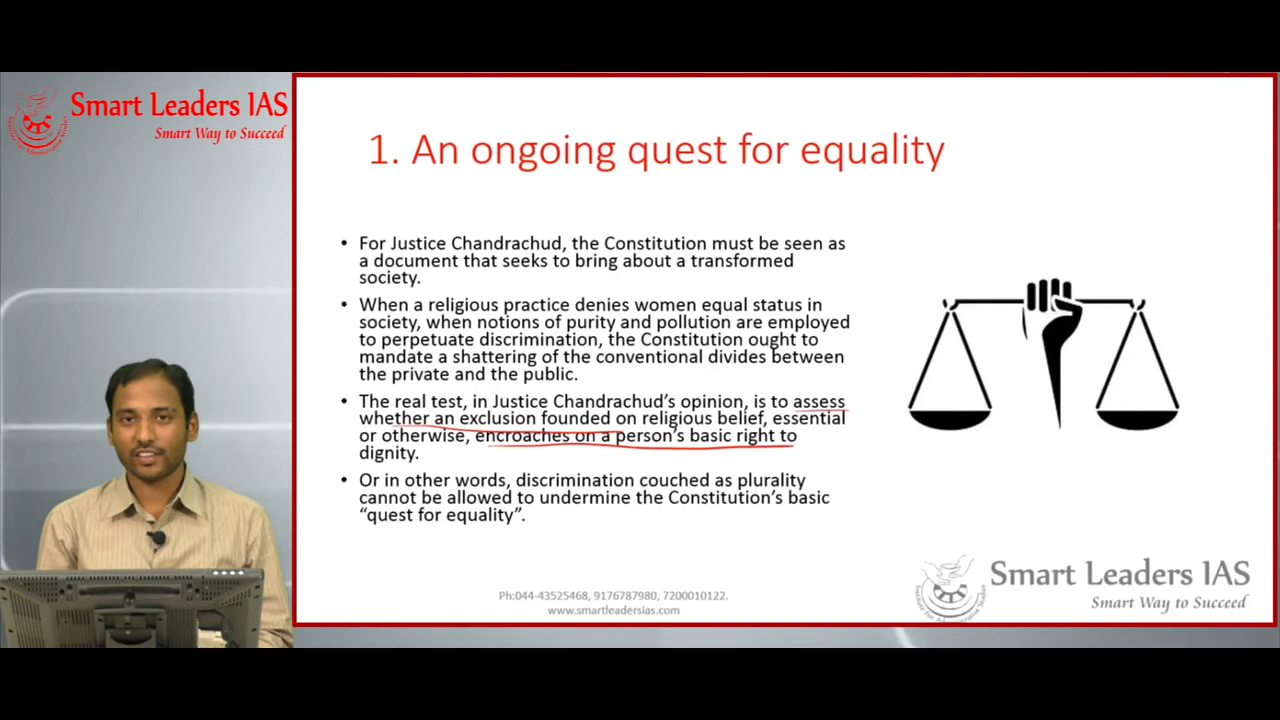 Smart Leaders IAS
Smart Way to Succeed
1. An ongoing quest for equality
• For Justice Chandrachud, the Constitution must be seen as
a document that seeks to bring about a transformed
society.
• When a religious practice denies women equal status in
society, when notions of purity and pollution are employed
to perpetuate discrimination, the Constitution ought to
mandate a shattering of the conventional divides between
the private and the public.
• The real test, in Justice Chandrachud’s opinion, is to assess
whether an exclusion founded on religious belief, essential
or otherwise, encroaches on a person’s basic right to
dignity.
• Or in other words, discrimination couched as plurality
cannot be allowed to undermine the Constitution’s basic
“quest for equality”.
Ph:044-43525468, 9176787980, 7200010122.
www.smartleadersias.com
Smart Leaders IAS
Smart Way to Succeed